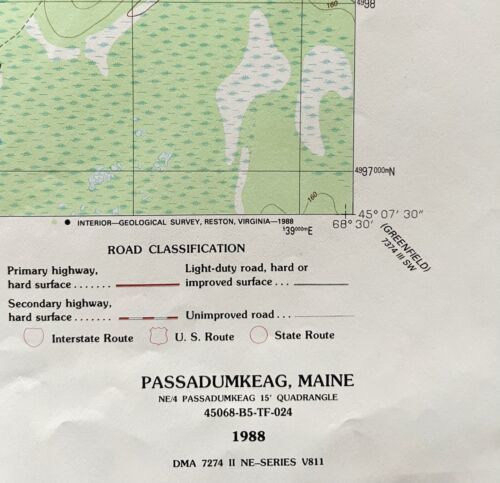 160
4998
4997000mN
160
45° 07' 30"
INTERIOR—GEOLOGICAL SURVEY, RESTON, VIRGINIA—1988
539000mE
68° 30'
(GREENFIELD)
7374 III SW
ROAD CLASSIFICATION
Primary highway,
hard surface .......
Light-duty road, hard or
improved surface ...
Secondary highway,
hard surface .......
Unimproved road ...
Interstate Route
U. S. Route
State Route
PASSADUMKEAG, MAINE
NE/4 PASSADUMKEAG 15' QUADRANGLE
45068-B5-TF-024
1988
DMA 7274 II NE–SERIES V811